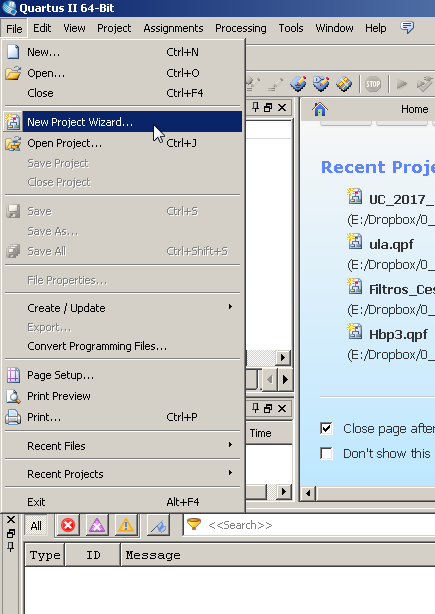 Quartus II 64-Bit
File Edit View Project Assignments Processing Tools Window Help
New... Ctrl+N
Open... Ctrl+O
Close Ctrl+F4
New Project Wizard...
Open Project... Ctrl+J
Save Project
Close Project
Save Ctrl+S
Save As...
Save All Ctrl+Shift+S
File Properties...
Create / Update
Export...
Convert Programming Files...
Page Setup...
Print Preview
Print... Ctrl+P
Recent Files
Recent Projects
Exit Alt+F4
STOP
Home
Recent Proje
UC_2017_
(E:/Dropbox/0_
ula.qpf
(E:/Dropbox/0_
Filtros_Ces
(E:/Dropbox/0_
Hbp3.qpf
(E:/Dropbox/0_
Close page after
Don't show this
Time
All <<Search>>
Type ID Message